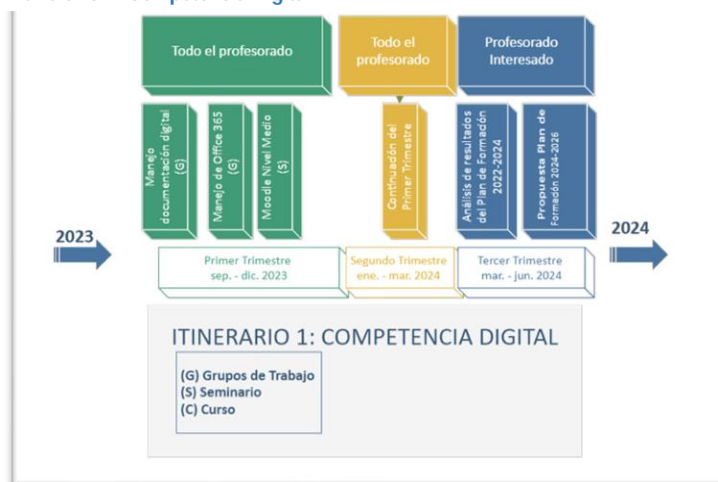 Todo el profesorado
Todo el
profesorado
Profesorado
Interesado
Manejo
documentación digital
(G)
Manejo de Office 365
(G)
Moodle Nivel Medio
(S)
Continuación del
Primer Trimestre
Análisis de resultados
del Plan de Formación
2022-2024
Propuesta Plan de
Formación 2024-2026
2023
2024
Primer Trimestre
sep. - dic. 2023
Segundo Trimestre
ene. - mar. 2024
Tercer Trimestre
mar. - jun. 2024
ITINERARIO 1: COMPETENCIA DIGITAL
(G) Grupos de Trabajo
(S) Seminario
(C) Curso